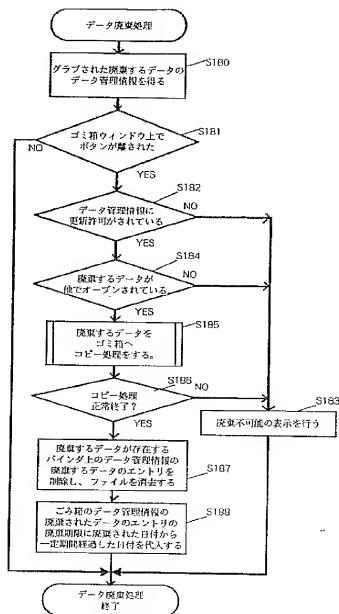 データ廃棄処理
S180
グラブされた廃棄するデータの
データ管理情報を得る
S181
ゴミ箱ウィンドウ上で
ボタンが離された
NO
YES
S182
データ管理情報に
更新許可がされている
NO
YES
S184
廃棄するデータが
他でオープンされている
NO
YES
S185
廃棄するデータを
ゴミ箱へ
コピー処理をする。
S186
コピー処理
正常終了?
NO
YES
S183
廃棄不可能の表示を行う
S187
廃棄するデータが存在する
バインダ上のデータ管理情報の
廃棄するデータのエントリを
削除し、ファイルを消去する
S188
ごみ箱のデータ管理情報の
廃棄されたデータのエントリの
廃棄期限に廃棄された日付から
一定期間経過した日付を代入する
データ廃棄処理
終了